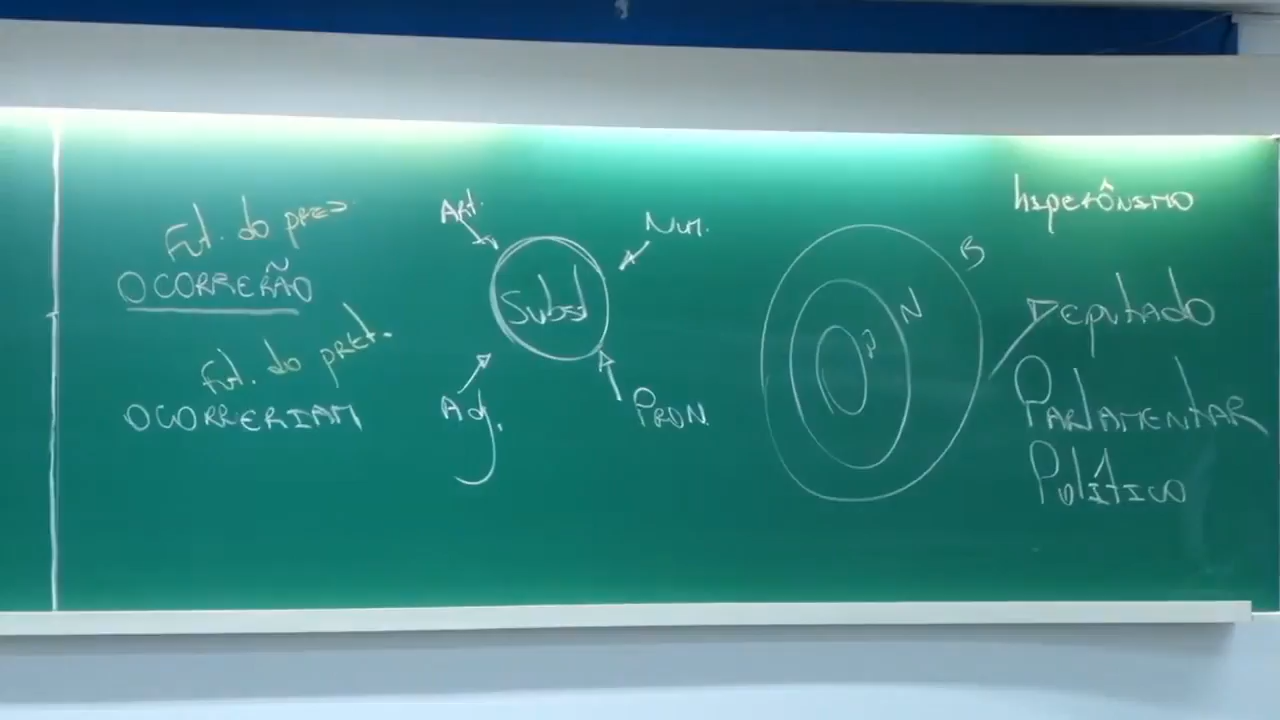 Fut. do pres.
OCORRERÃO
Fut. do pret.
OCORRERIAM
Art.
Num.
Subst
Adj.
Pron.
B
N
P
hiperônimo
Deputado
Parlamentar
Político